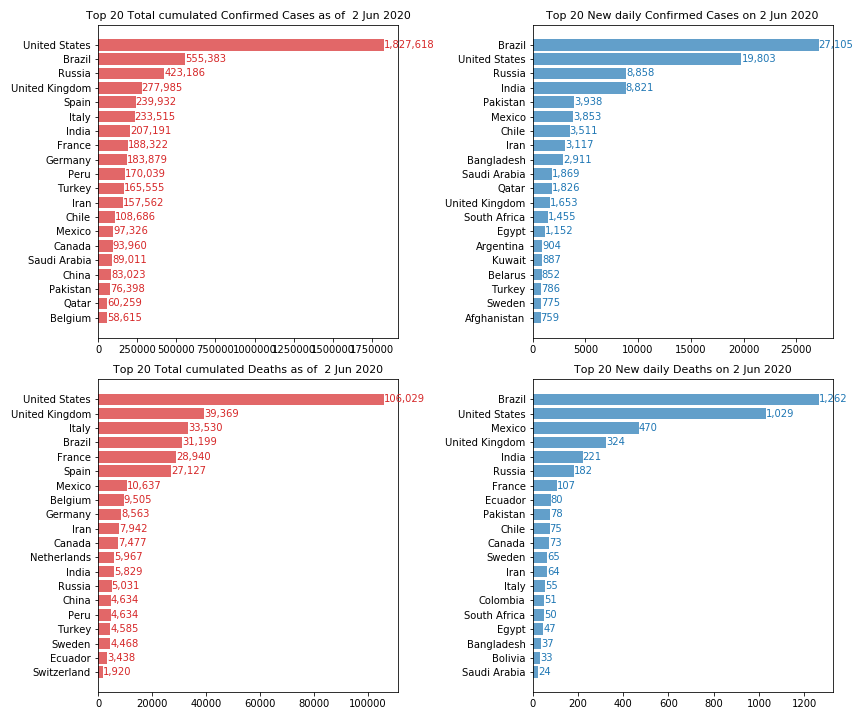 Top 20 Total cumulated Confirmed Cases as of  2 Jun 2020
United States 1,827,618
Brazil 555,383
Russia 423,186
United Kingdom 277,985
Spain 239,932
Italy 233,515
India 207,191
France 188,322
Germany 183,879
Peru 170,039
Turkey 165,555
Iran 157,562
Chile 108,686
Mexico 97,326
Canada 93,960
Saudi Arabia 89,011
China 83,023
Pakistan 76,398
Qatar 60,259
Belgium 58,615
0 250000 500000 750000 1000000 1250000 1500000 1750000
Top 20 New daily Confirmed Cases on 2 Jun 2020
Brazil 27,105
United States 19,803
Russia 8,858
India 8,821
Pakistan 3,938
Mexico 3,853
Chile 3,511
Iran 3,117
Bangladesh 2,911
Saudi Arabia 1,869
Qatar 1,826
United Kingdom 1,653
South Africa 1,455
Egypt 1,152
Argentina 904
Kuwait 887
Belarus 852
Turkey 786
Sweden 775
Afghanistan 759
0 5000 10000 15000 20000 25000
Top 20 Total cumulated Deaths as of  2 Jun 2020
United States 106,029
United Kingdom 39,369
Italy 33,530
Brazil 31,199
France 28,940
Spain 27,127
Mexico 10,637
Belgium 9,505
Germany 8,563
Iran 7,942
Canada 7,477
Netherlands 5,967
India 5,829
Russia 5,031
China 4,634
Peru 4,634
Turkey 4,585
Sweden 4,468
Ecuador 3,438
Switzerland 1,920
0 20000 40000 60000 80000 100000
Top 20 New daily Deaths on 2 Jun 2020
Brazil 1,262
United States 1,029
Mexico 470
United Kingdom 324
India 221
Russia 182
France 107
Ecuador 80
Pakistan 78
Chile 75
Canada 73
Sweden 65
Iran 64
Italy 55
Colombia 51
South Africa 50
Egypt 47
Bangladesh 37
Bolivia 33
Saudi Arabia 24
0 200 400 600 800 1000 1200